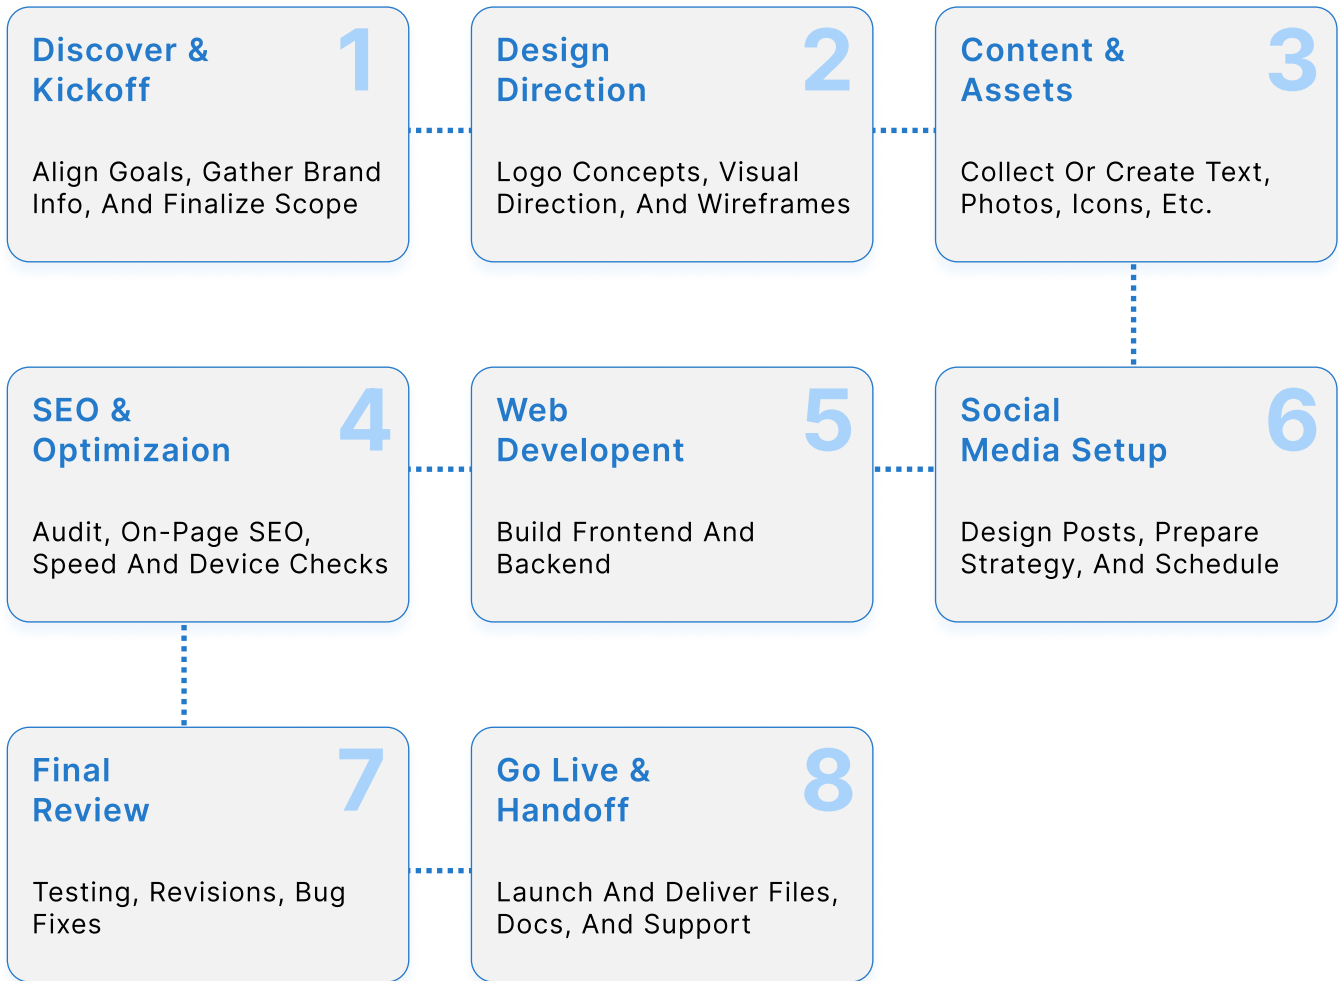 Discover &
Kickoff
1
Align Goals, Gather Brand
Info, And Finalize Scope
Design
Direction
2
Logo Concepts, Visual
Direction, And Wireframes
Content &
Assets
3
Collect Or Create Text,
Photos, Icons, Etc.
SEO &
Optimizaion
4
Audit, On-Page SEO,
Speed And Device Checks
Web
Developent
5
Build Frontend And
Backend
Social
Media Setup
6
Design Posts, Prepare
Strategy, And Schedule
Final
Review
7
Testing, Revisions, Bug
Fixes
Go Live &
Handoff
8
Launch And Deliver Files,
Docs, And Support